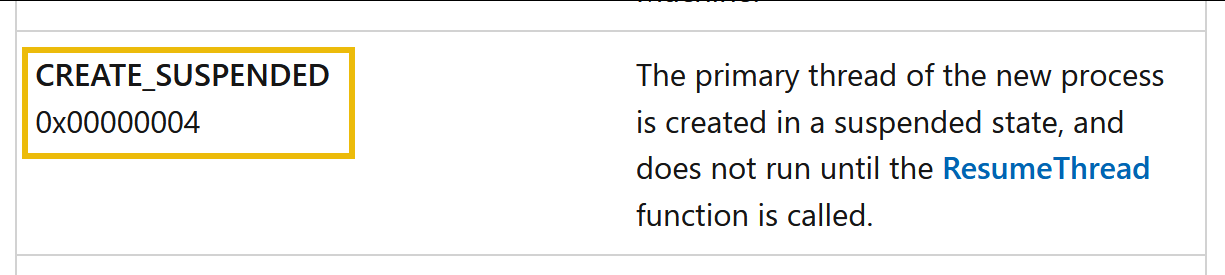 CREATE_SUSPENDED
0x00000004
The primary thread of the new process
is created in a suspended state, and
does not run until the ResumeThread
function is called.